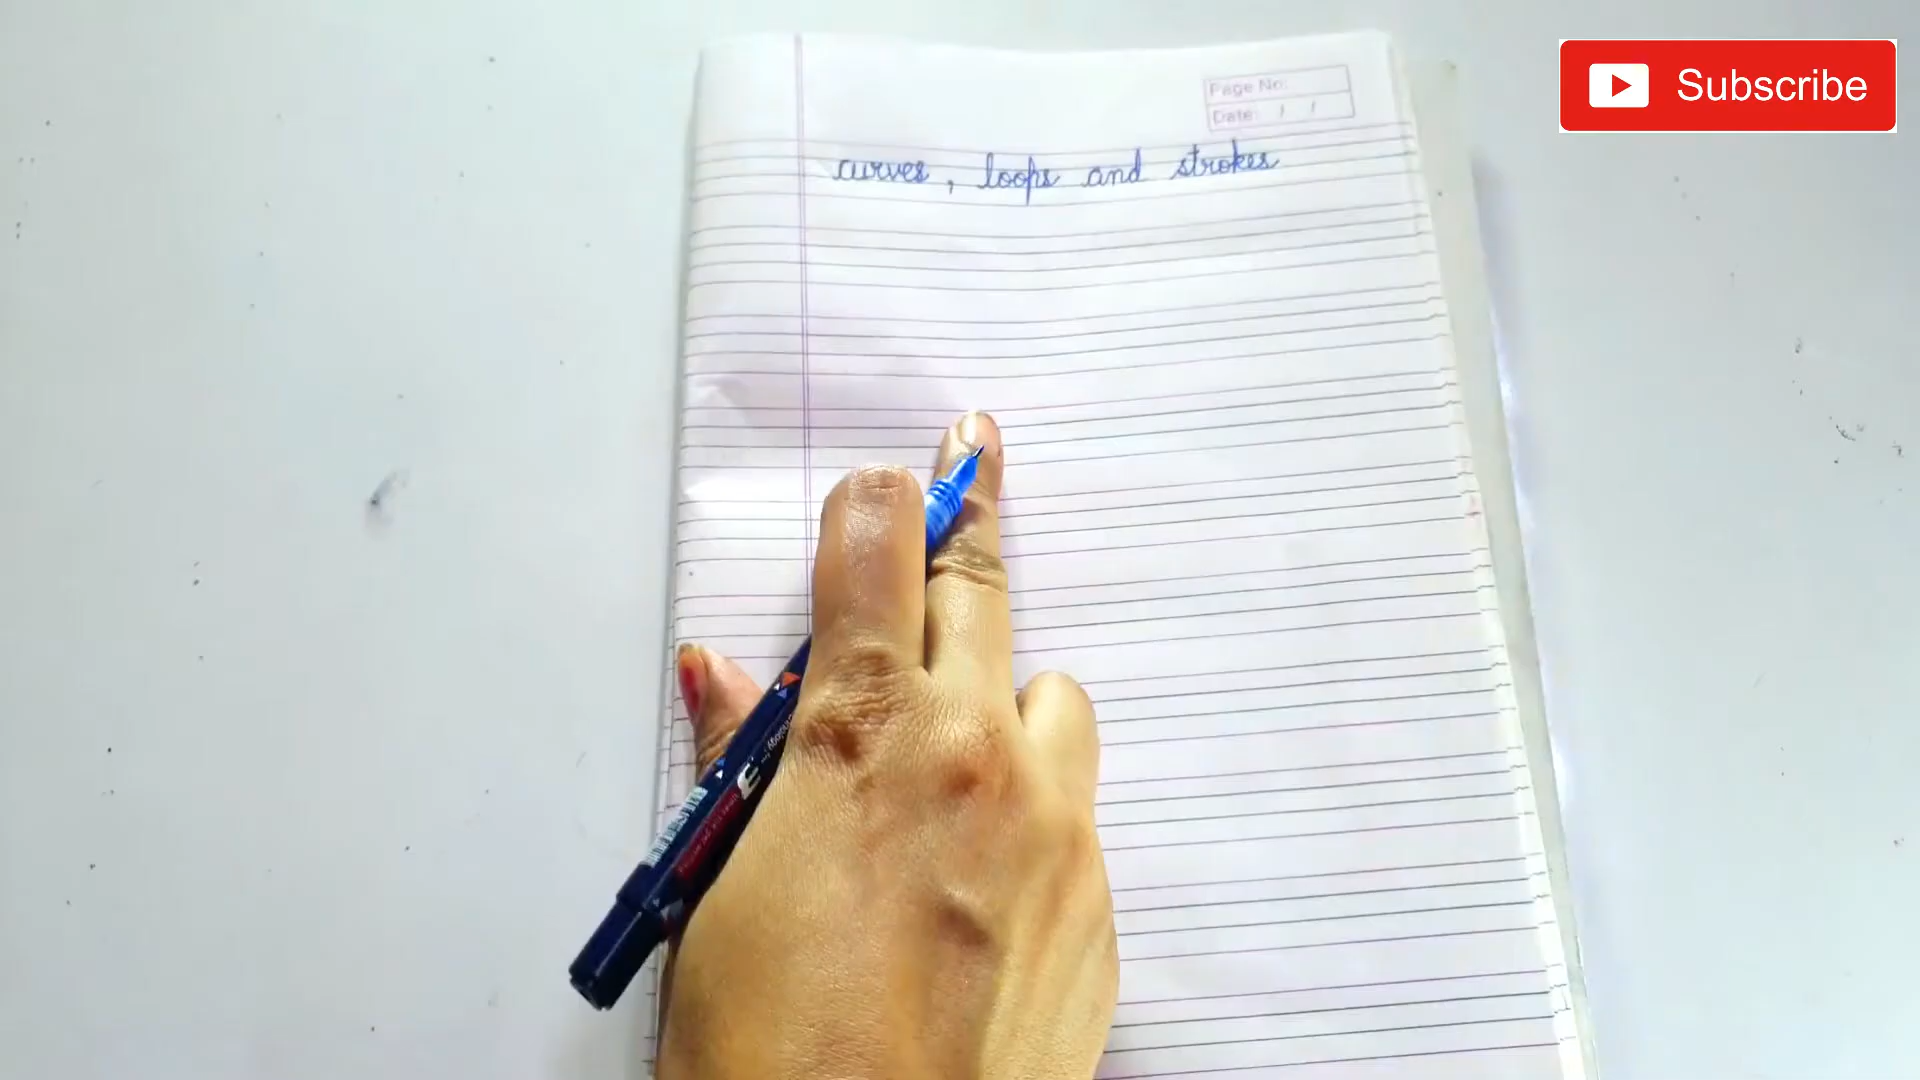 Subscribe
Page No:
Date: / /
curves, loops and strokes